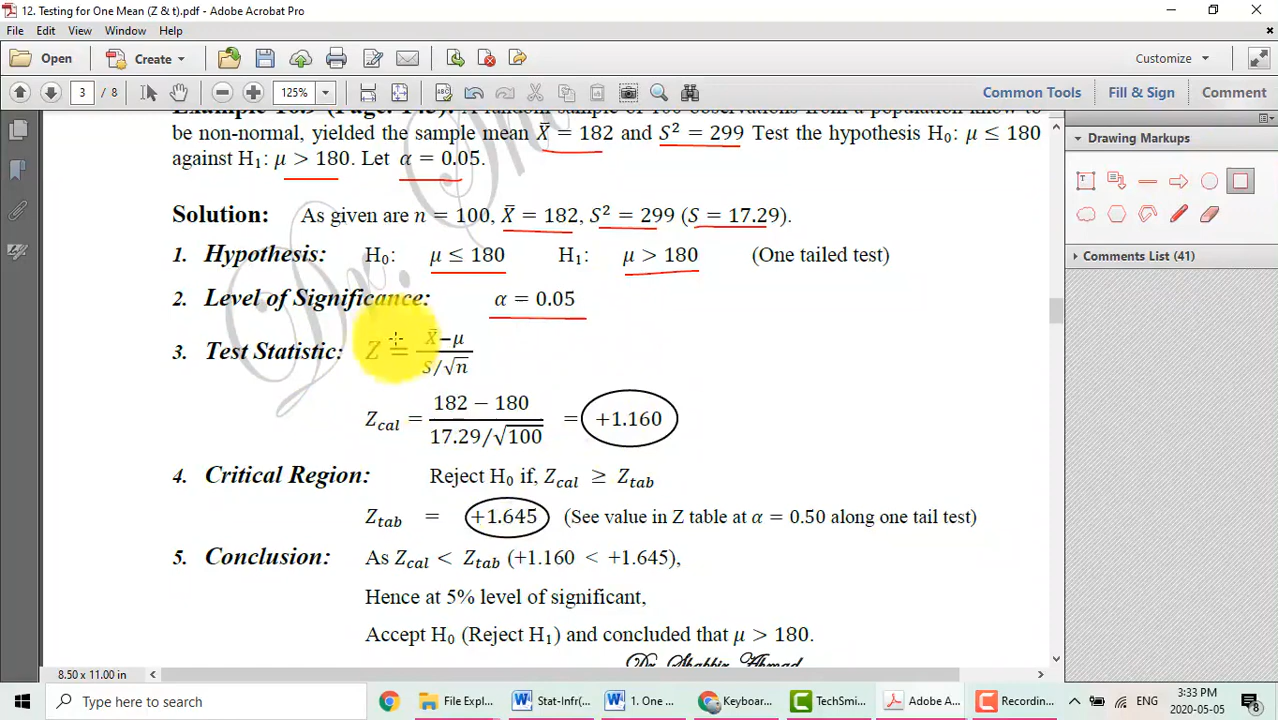 12. Testing for One Mean (Z & t).pdf - Adobe Acrobat Pro
File Edit View Window Help
Open Create Customize
3 / 8 125% Common Tools Fill & Sign Comment
be non-normal, yielded the sample mean X̄ = 182 and S² = 299 Test the hypothesis H₀: μ ≤ 180
against H₁: μ > 180. Let α = 0.05.
Solution: As given are n = 100, X̄ = 182, S² = 299 (S = 17.29).
1. Hypothesis: H₀: μ ≤ 180 H₁: μ > 180 (One tailed test)
2. Level of Significance: α = 0.05
3. Test Statistic: Z = (X̄−μ)/(S/√n)
Z_cal = (182 − 180)/(17.29/√100) = +1.160
4. Critical Region: Reject H₀ if, Z_cal ≥ Z_tab
Z_tab = +1.645 (See value in Z table at α = 0.50 along one tail test)
5. Conclusion: As Z_cal < Z_tab (+1.160 < +1.645),
Hence at 5% level of significant,
Accept H₀ (Reject H₁) and concluded that μ > 180.
Dr. Shabbir Ahmad
Dr.
Drawing Markups
Comments List (41)
8.50 x 11.00 in
Type here to search
File Expl...
Stat-Inf(...
1. One ...
Keyboar...
TechSmi...
Adobe A...
Recordin...
ENG
3:33 PM
2020-05-05
8